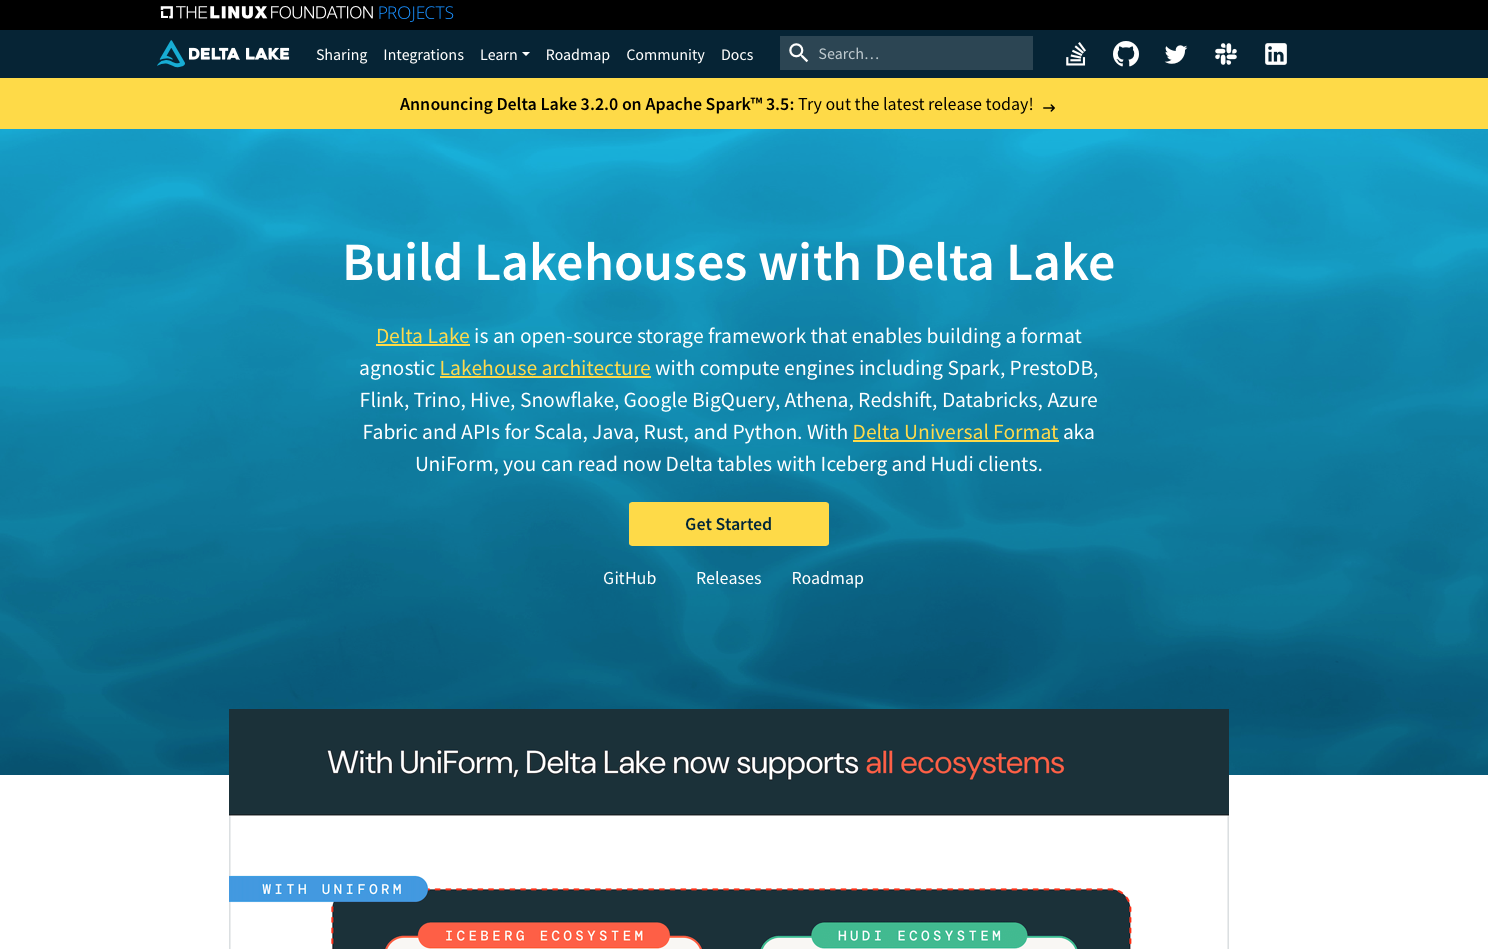 THE LINUX FOUNDATION PROJECTS
DELTA LAKE Sharing Integrations Learn Roadmap Community Docs Search...
Announcing Delta Lake 3.2.0 on Apache Spark™ 3.5: Try out the latest release today! →
Build Lakehouses with Delta Lake
Delta Lake is an open-source storage framework that enables building a format
agnostic Lakehouse architecture with compute engines including Spark, PrestoDB,
Flink, Trino, Hive, Snowflake, Google BigQuery, Athena, Redshift, Databricks, Azure
Fabric and APIs for Scala, Java, Rust, and Python. With Delta Universal Format aka
UniForm, you can read now Delta tables with Iceberg and Hudi clients.
Get Started
GitHub Releases Roadmap
With UniForm, Delta Lake now supports all ecosystems
WITH UNIFORM
ICEBERG ECOSYSTEM HUDI ECOSYSTEM